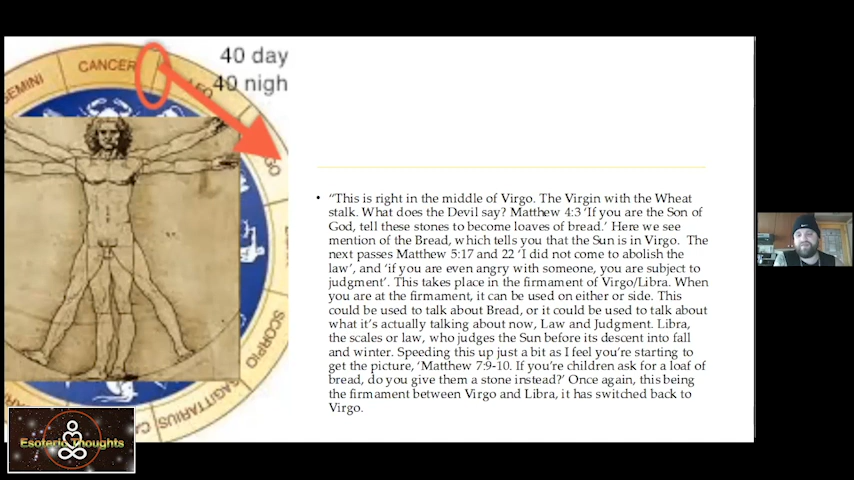 40 day
40 nigh
GEMINI
CANCER
LEO
GO
SCORPIO
SAGITTARIUS
• “This is right in the middle of Virgo. The Virgin with the Wheat
stalk. What does the Devil say? Matthew 4:3 ‘If you are the Son of
God, tell these stones to become loaves of bread.’ Here we see
mention of the Bread, which tells you that the Sun is in Virgo. The
next passes Matthew 5:17 and 22 ‘I did not come to abolish the
law’, and ‘if you are even angry with someone, you are subject to
judgment’. This takes place in the firmament of Virgo/Libra. When
you are at the firmament, it can be used on either or side. This
could be used to talk about Bread, or it could be used to talk about
what it’s actually talking about now, Law and Judgment. Libra,
the scales or law, who judges the Sun before its descent into fall
and winter. Speeding this up just a bit as I feel you’re starting to
get the picture, ‘Matthew 7:9-10. If you’re children ask for a loaf of
bread, do you give them a stone instead?’ Once again, this being
the firmament between Virgo and Libra, it has switched back to
Virgo.
Esoteric Thoughts